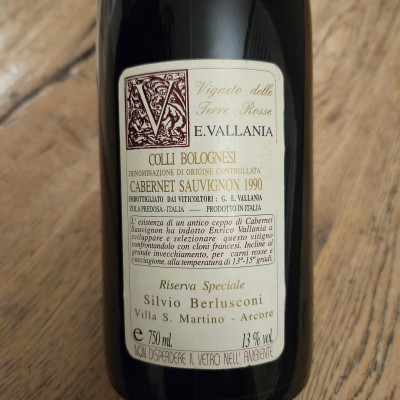 V
Vigneto delle
Terre Rosse
E. VALLANIA
COLLI BOLOGNESI
DENOMINAZIONE DI ORIGINE CONTROLLATA
CABERNET SAUVIGNON 1990
IMBOTTIGLIATO DAI VITICOLTORI : G. E. VALLANIA
ZOLA PREDOSA - ITALIA — PRODOTTO IN ITALIA
L' esistenza di un antico ceppo di Cabernet
Sauvignon ha indotto Enrico Vallania a
sviluppare e selezionare questo vitigno
confrontandolo con cloni francesi. Incline al
grande invecchiamento, per carni rosse e
cacciagione, alla temperatura di 13°-15° gradi.
Riserva Speciale
Silvio Berlusconi
Villa S. Martino - Arcore
e 750 ml. 13 % vol.
NON DISPERDERE IL VETRO NELL' AMBIENTE